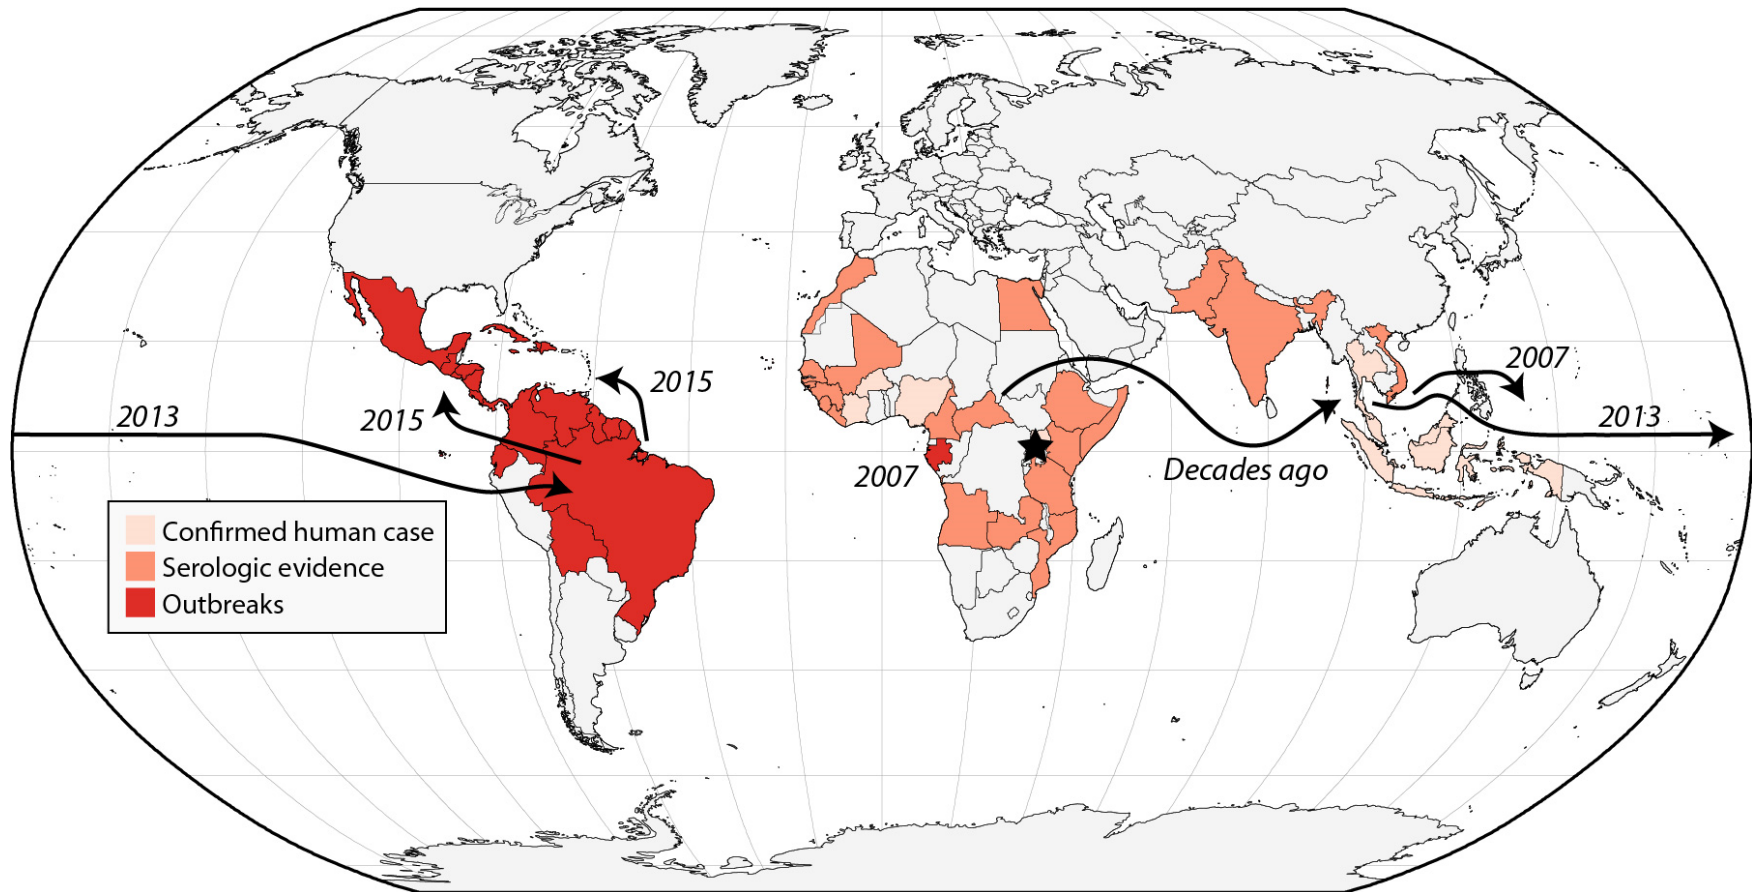 2007
2015
2013
2015
2013
2007
Decades ago
Confirmed human case
Serologic evidence
Outbreaks